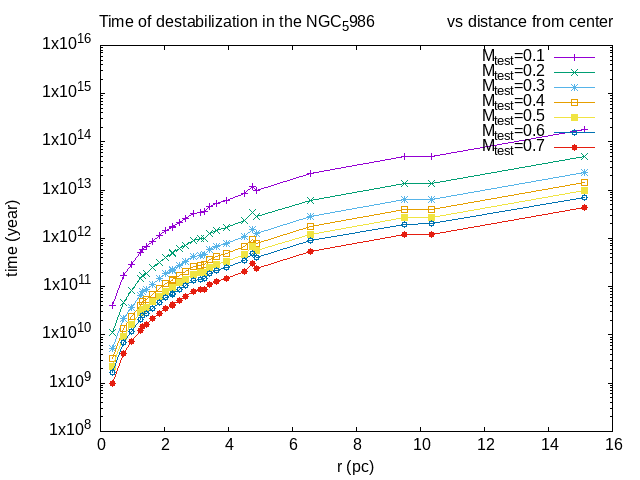 Time of destabilization in the NGC5986 vs distance from center
1x10^16
1x10^15
1x10^14
1x10^13
1x10^12
1x10^11
1x10^10
1x10^9
1x10^8
time (year)
Mtest=0.1
Mtest=0.2
Mtest=0.3
Mtest=0.4
Mtest=0.5
Mtest=0.6
Mtest=0.7
0 2 4 6 8 10 12 14 16
r (pc)